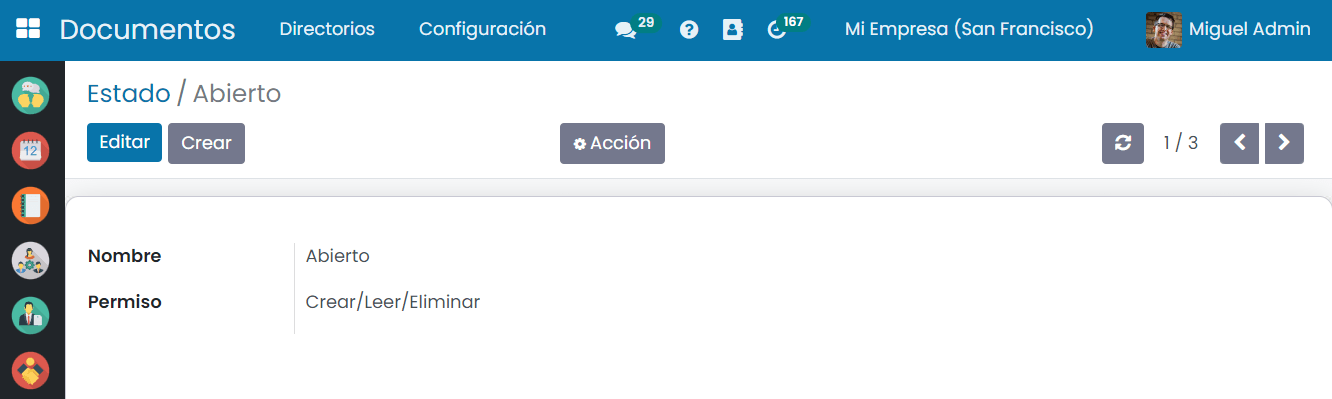 Documentos Directorios Configuración 29 167 Mi Empresa (San Francisco) Miguel Admin
Estado / Abierto
Editar Crear Acción 1 / 3
12
Nombre Abierto
Permiso Crear/Leer/Eliminar